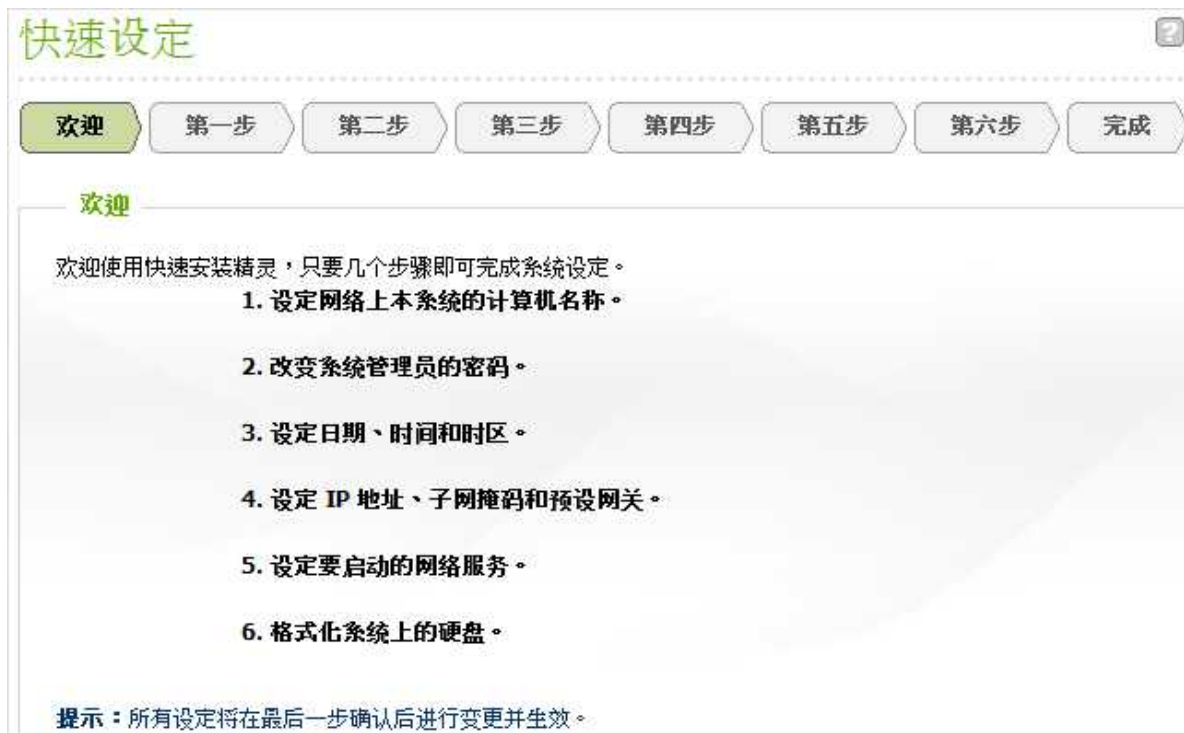 快速设定
?
欢迎 第一步 第二步 第三步 第四步 第五步 第六步 完成
欢迎
欢迎使用快速安装精灵，只要几个步骤即可完成系统设定。
1. 设定网络上本系统的计算机名称。
2. 改变系统管理员的密码。
3. 设定日期、时间和时区。
4. 设定 IP 地址、子网掩码和预设网关。
5. 设定要启动的网络服务。
6. 格式化系统上的硬盘。
提示：所有设定将在最后一步确认后进行变更并生效。